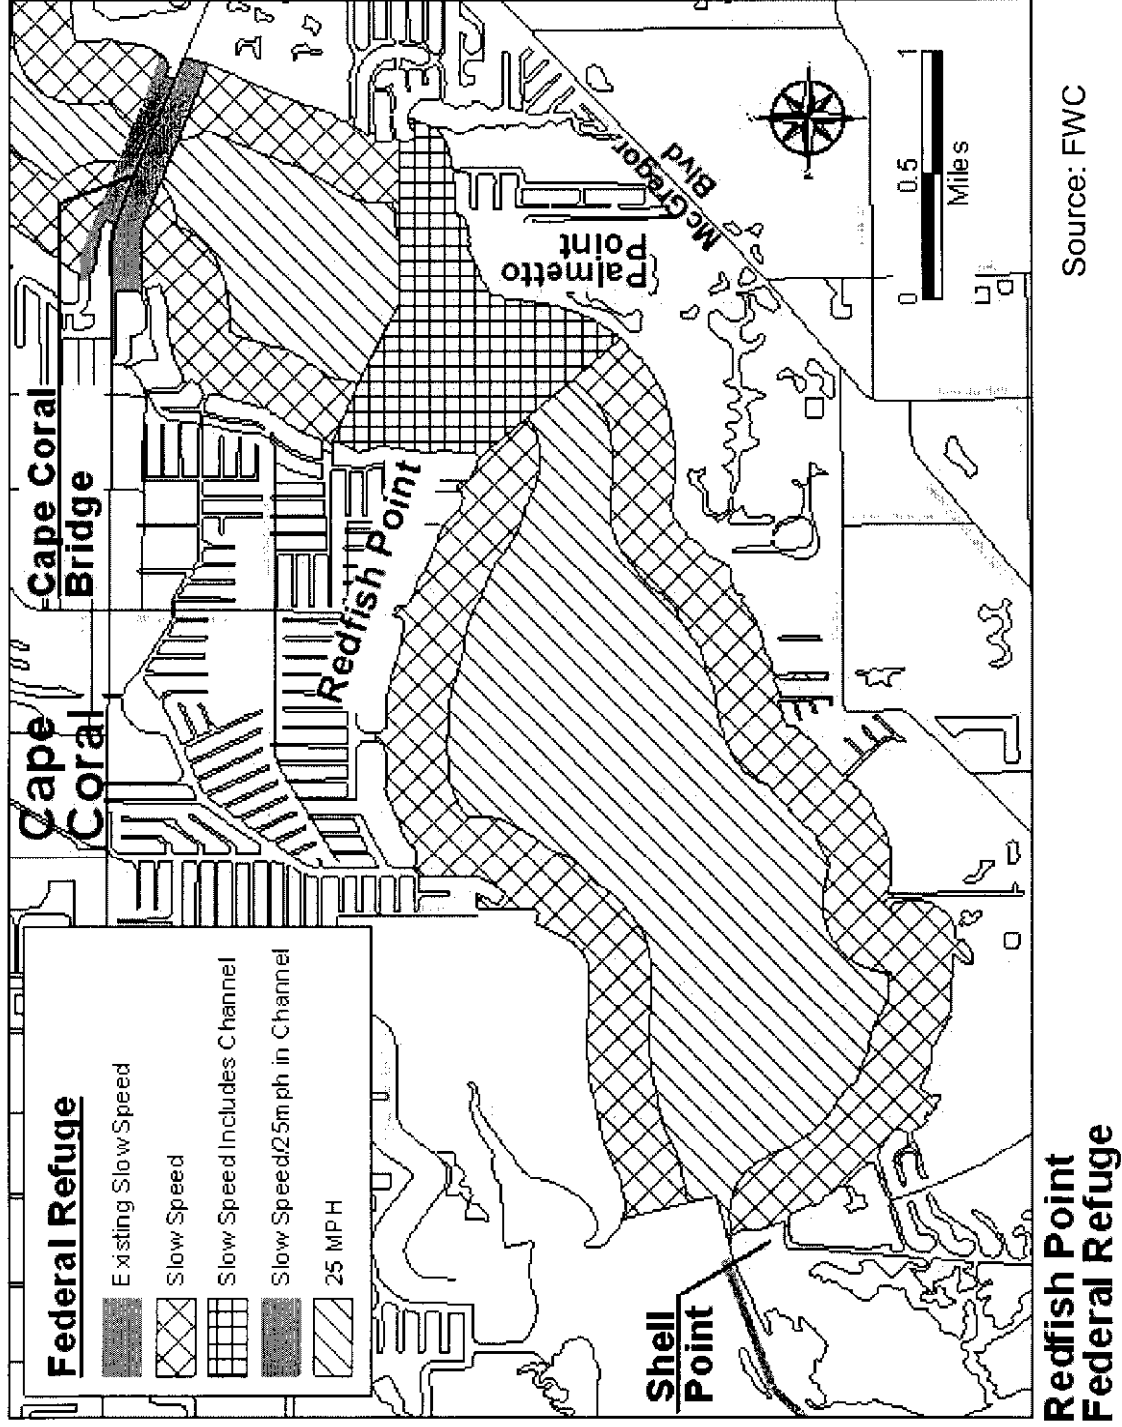 Federal Refuge
Existing Slow Speed
Slow Speed
Slow Speed Includes Channel
Slow Speed/25mph in Channel
25 MPH
Cape
Coral
Cape Coral
Bridge
Redfish Point
Palmetto
Point
McGregor
Blvd
Shell
Point
0
0.5
1
Miles
Redfish Point
Federal Refuge
Source: FWC